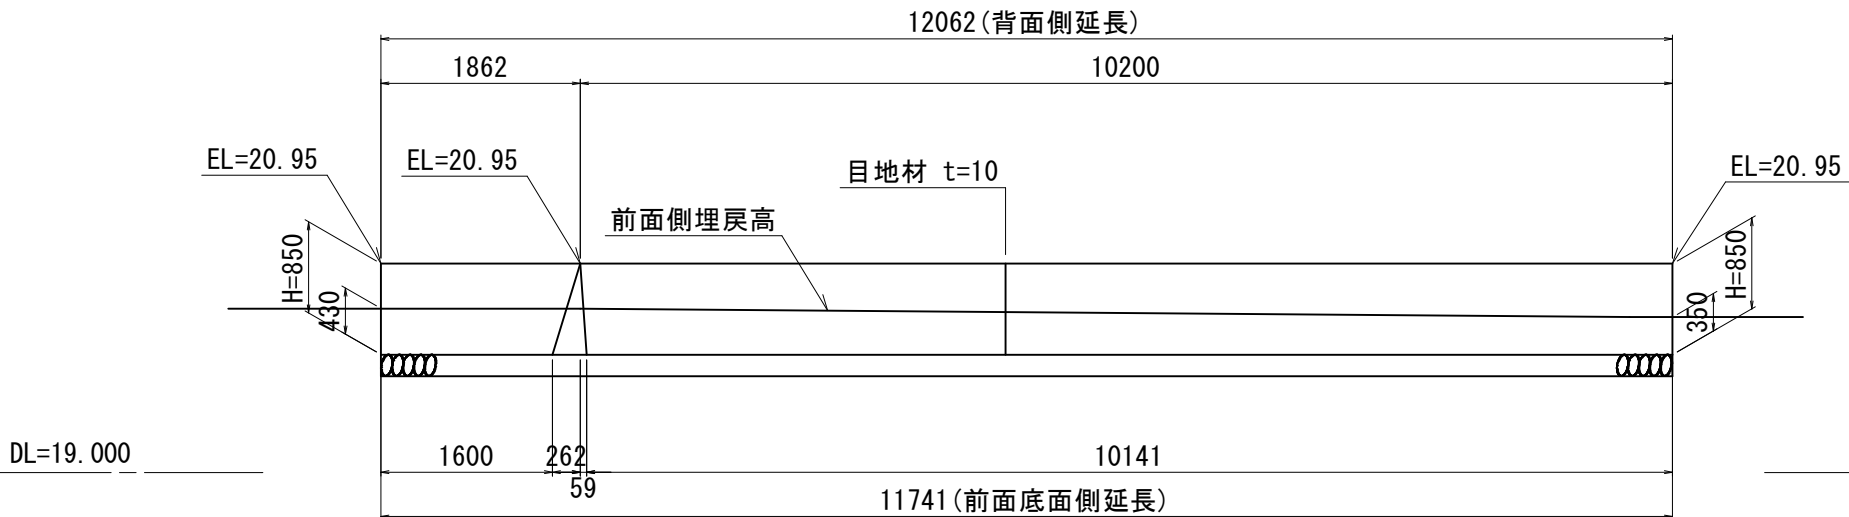 12062(背面側延長)
1862
10200
EL=20.95
EL=20.95
目地材 t=10
EL=20.95
前面側埋戻高
H=850
430
H=850
350
DL=19.000
1600
262
59
10141
11741(前面底面側延長)